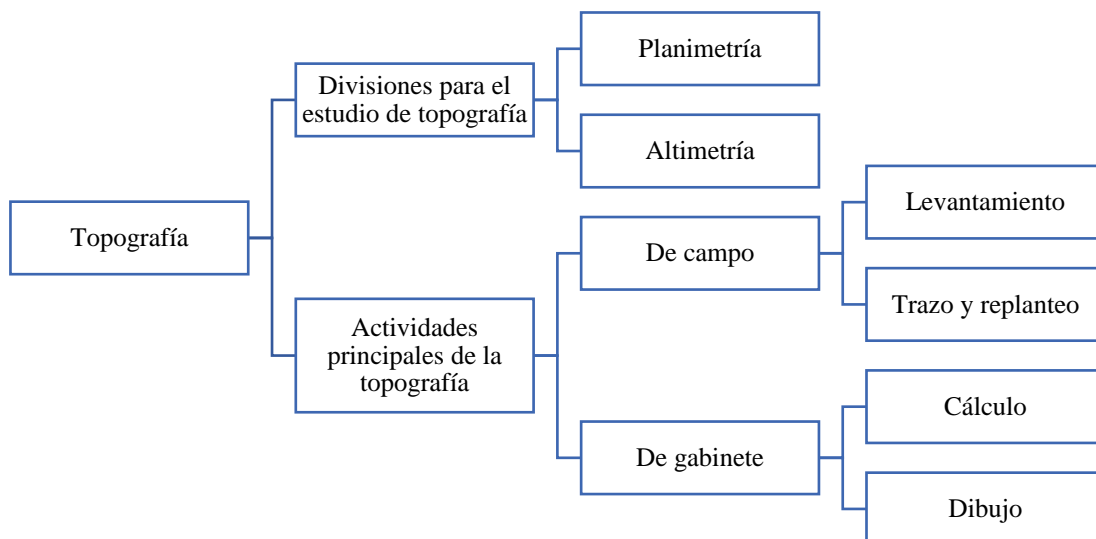 Topografía
Divisiones para el
estudio de topografía
Planimetría
Altimetría
Actividades
principales de la
topografía
De campo
Levantamiento
Trazo y replanteo
De gabinete
Cálculo
Dibujo